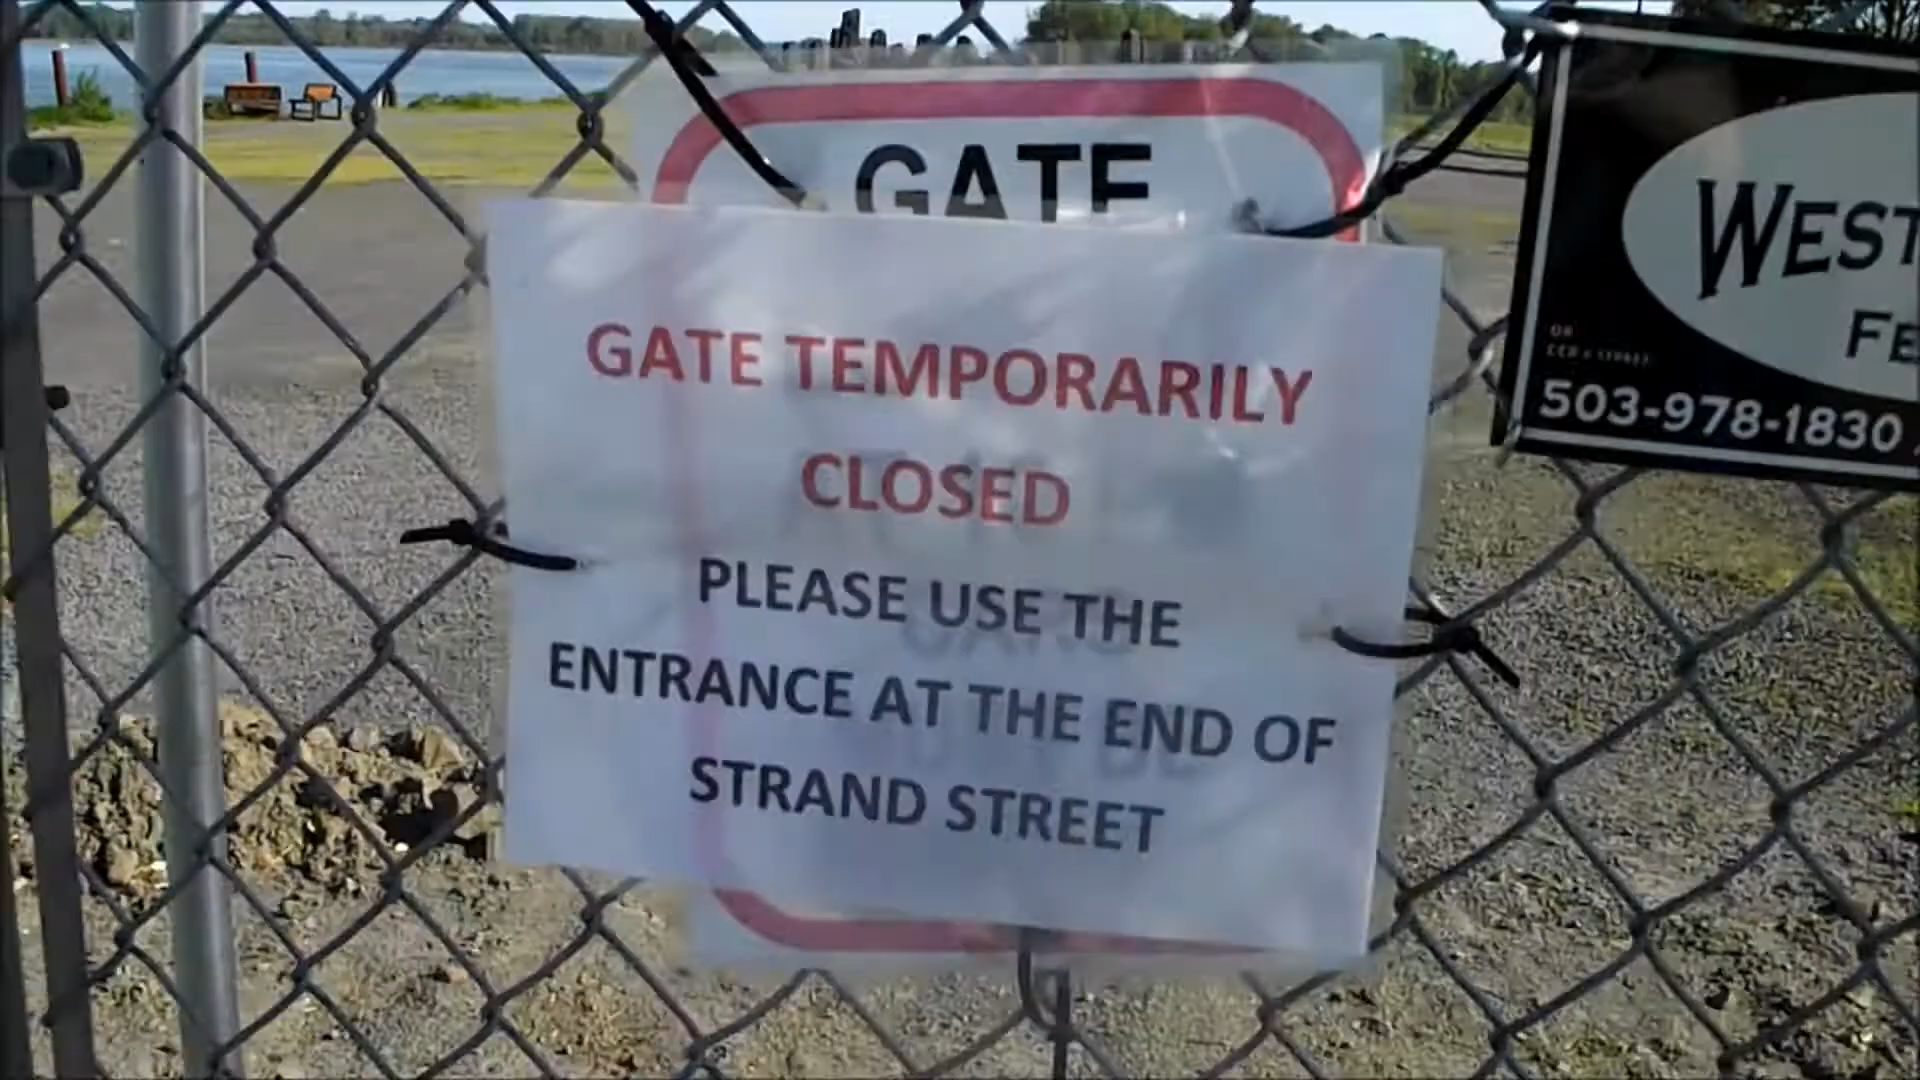 GATE
GATE TEMPORARILY
CLOSED
PLEASE USE THE
ENTRANCE AT THE END OF
STRAND STREET
WEST
FE
503-978-1830